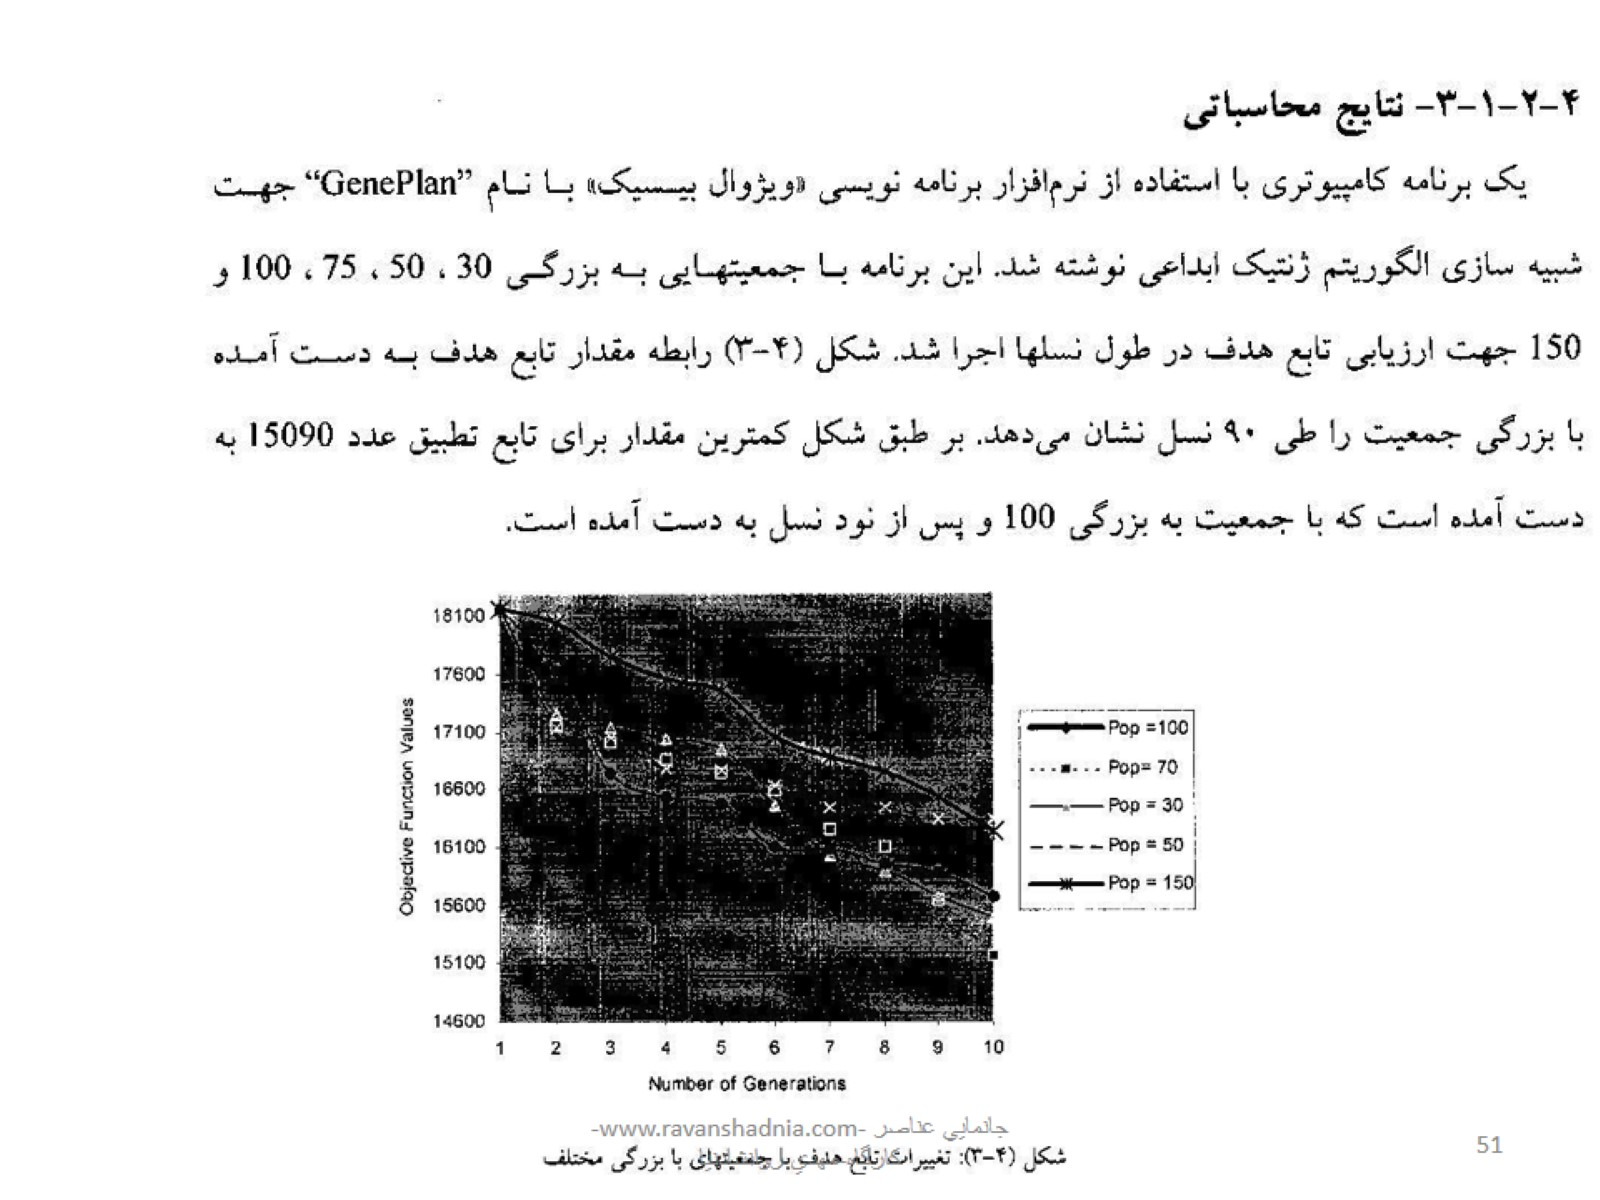 ۴-۲-۱-۳- نتایج محاسباتی
یک برنامه کامپیوتری با استفاده از نرم‌افزار برنامه نویسی «ویژوال بیسیک» با نام “GenePlan” جهت
شبیه سازی الگوریتم ژنتیک ابداعی نوشته شد. این برنامه با جمعیتهایی به بزرگی 30 ، 50 ، 75 ، 100 و
150 جهت ارزیابی تابع هدف در طول نسلها اجرا شد. شکل (۴-۳) رابطه مقدار تابع هدف به دست آمده
با بزرگی جمعیت را طی ۹۰ نسل نشان می‌دهد. بر طبق شکل کمترین مقدار برای تابع تطبیق عدد 15090 به
دست آمده است که با جمعیت به بزرگی 100 و پس از نود نسل به دست آمده است.
Objective Function Values
18100
17600
17100
16600
16100
15600
15100
14600
1 2 3 4 5 6 7 8 9 10
Number of Generations
Pop =100
Pop= 70
Pop = 30
Pop = 50
Pop = 150
جانمایی عناصر -www.ravanshadnia.com-
شکل (۴-۳): تغییرات تابع هدف با جمعیتهای با بزرگی مختلف
51